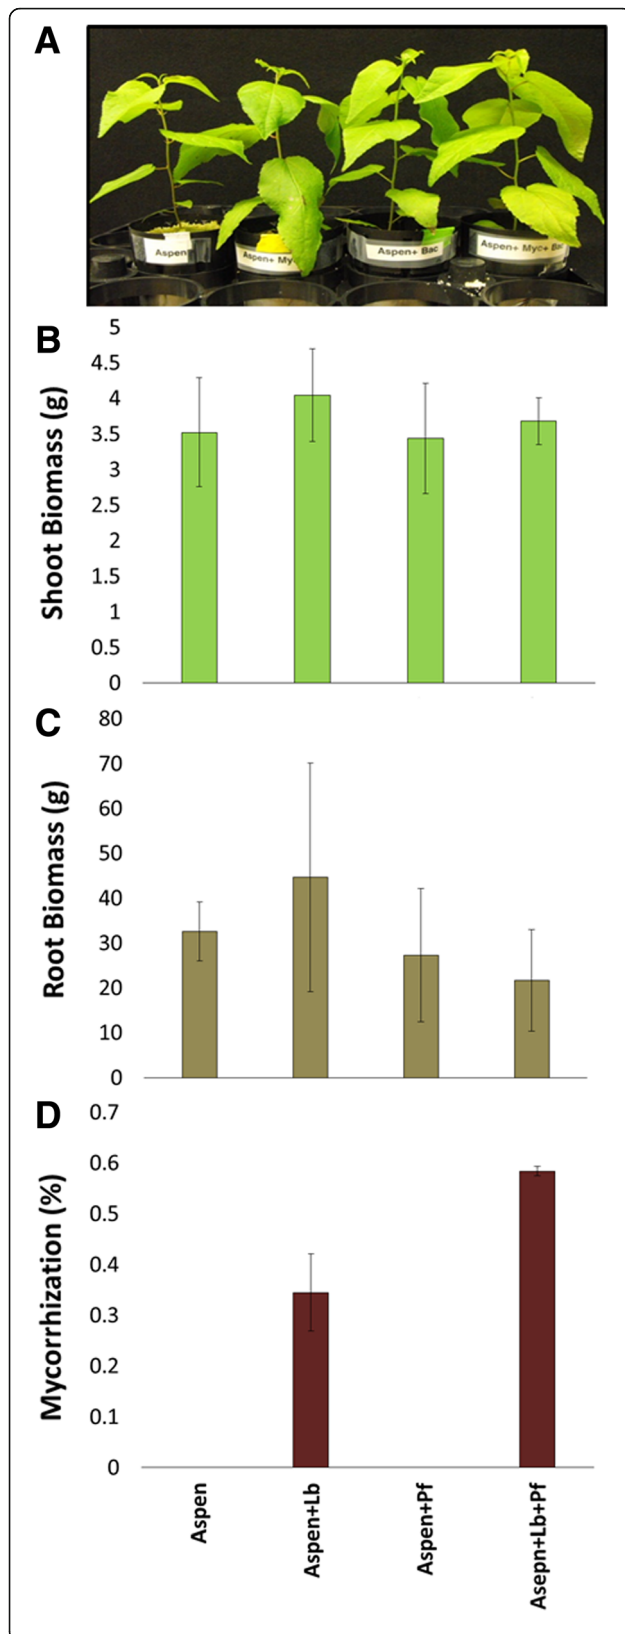 A
Aspen
Aspen+ My
Aspen+ Bac
Aspen+ Myc+ Bac
B
Shoot Biomass (g)
5
4.5
4
3.5
3
2.5
2
1.5
1
0.5
0
C
Root Biomass (g)
80
70
60
50
40
30
20
10
0
D
Mycorrhization (%)
0.7
0.6
0.5
0.4
0.3
0.2
0.1
0
Aspen
Aspen+Lb
Aspen+Pf
Asepn+Lb+Pf